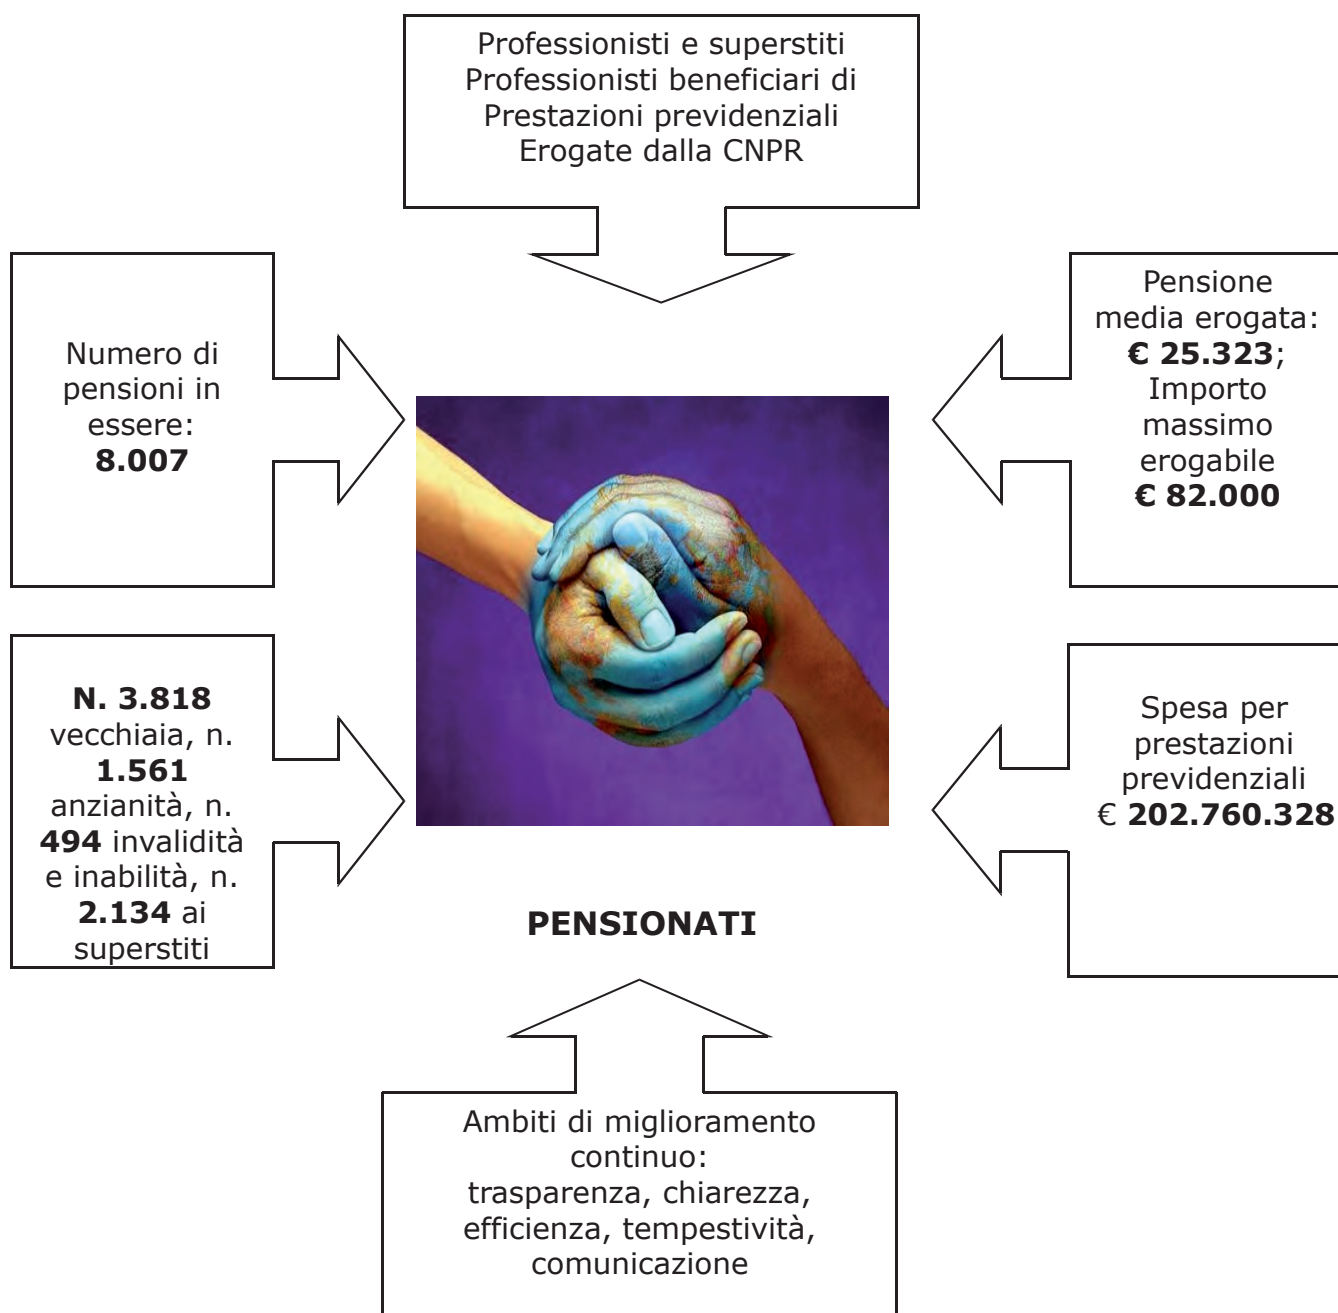 Professionisti e superstiti
Professionisti beneficiari di
Prestazioni previdenziali
Erogate dalla CNPR
Numero di
pensioni in
essere:
8.007
Pensione
media erogata:
€ 25.323;
Importo
massimo
erogabile
€ 82.000
N. 3.818
vecchiaia, n.
1.561
anzianità, n.
494 invalidità
e inabilità, n.
2.134 ai
superstiti
Spesa per
prestazioni
previdenziali
€ 202.760.328
PENSIONATI
Ambiti di miglioramento
continuo:
trasparenza, chiarezza,
efficienza, tempestività,
comunicazione